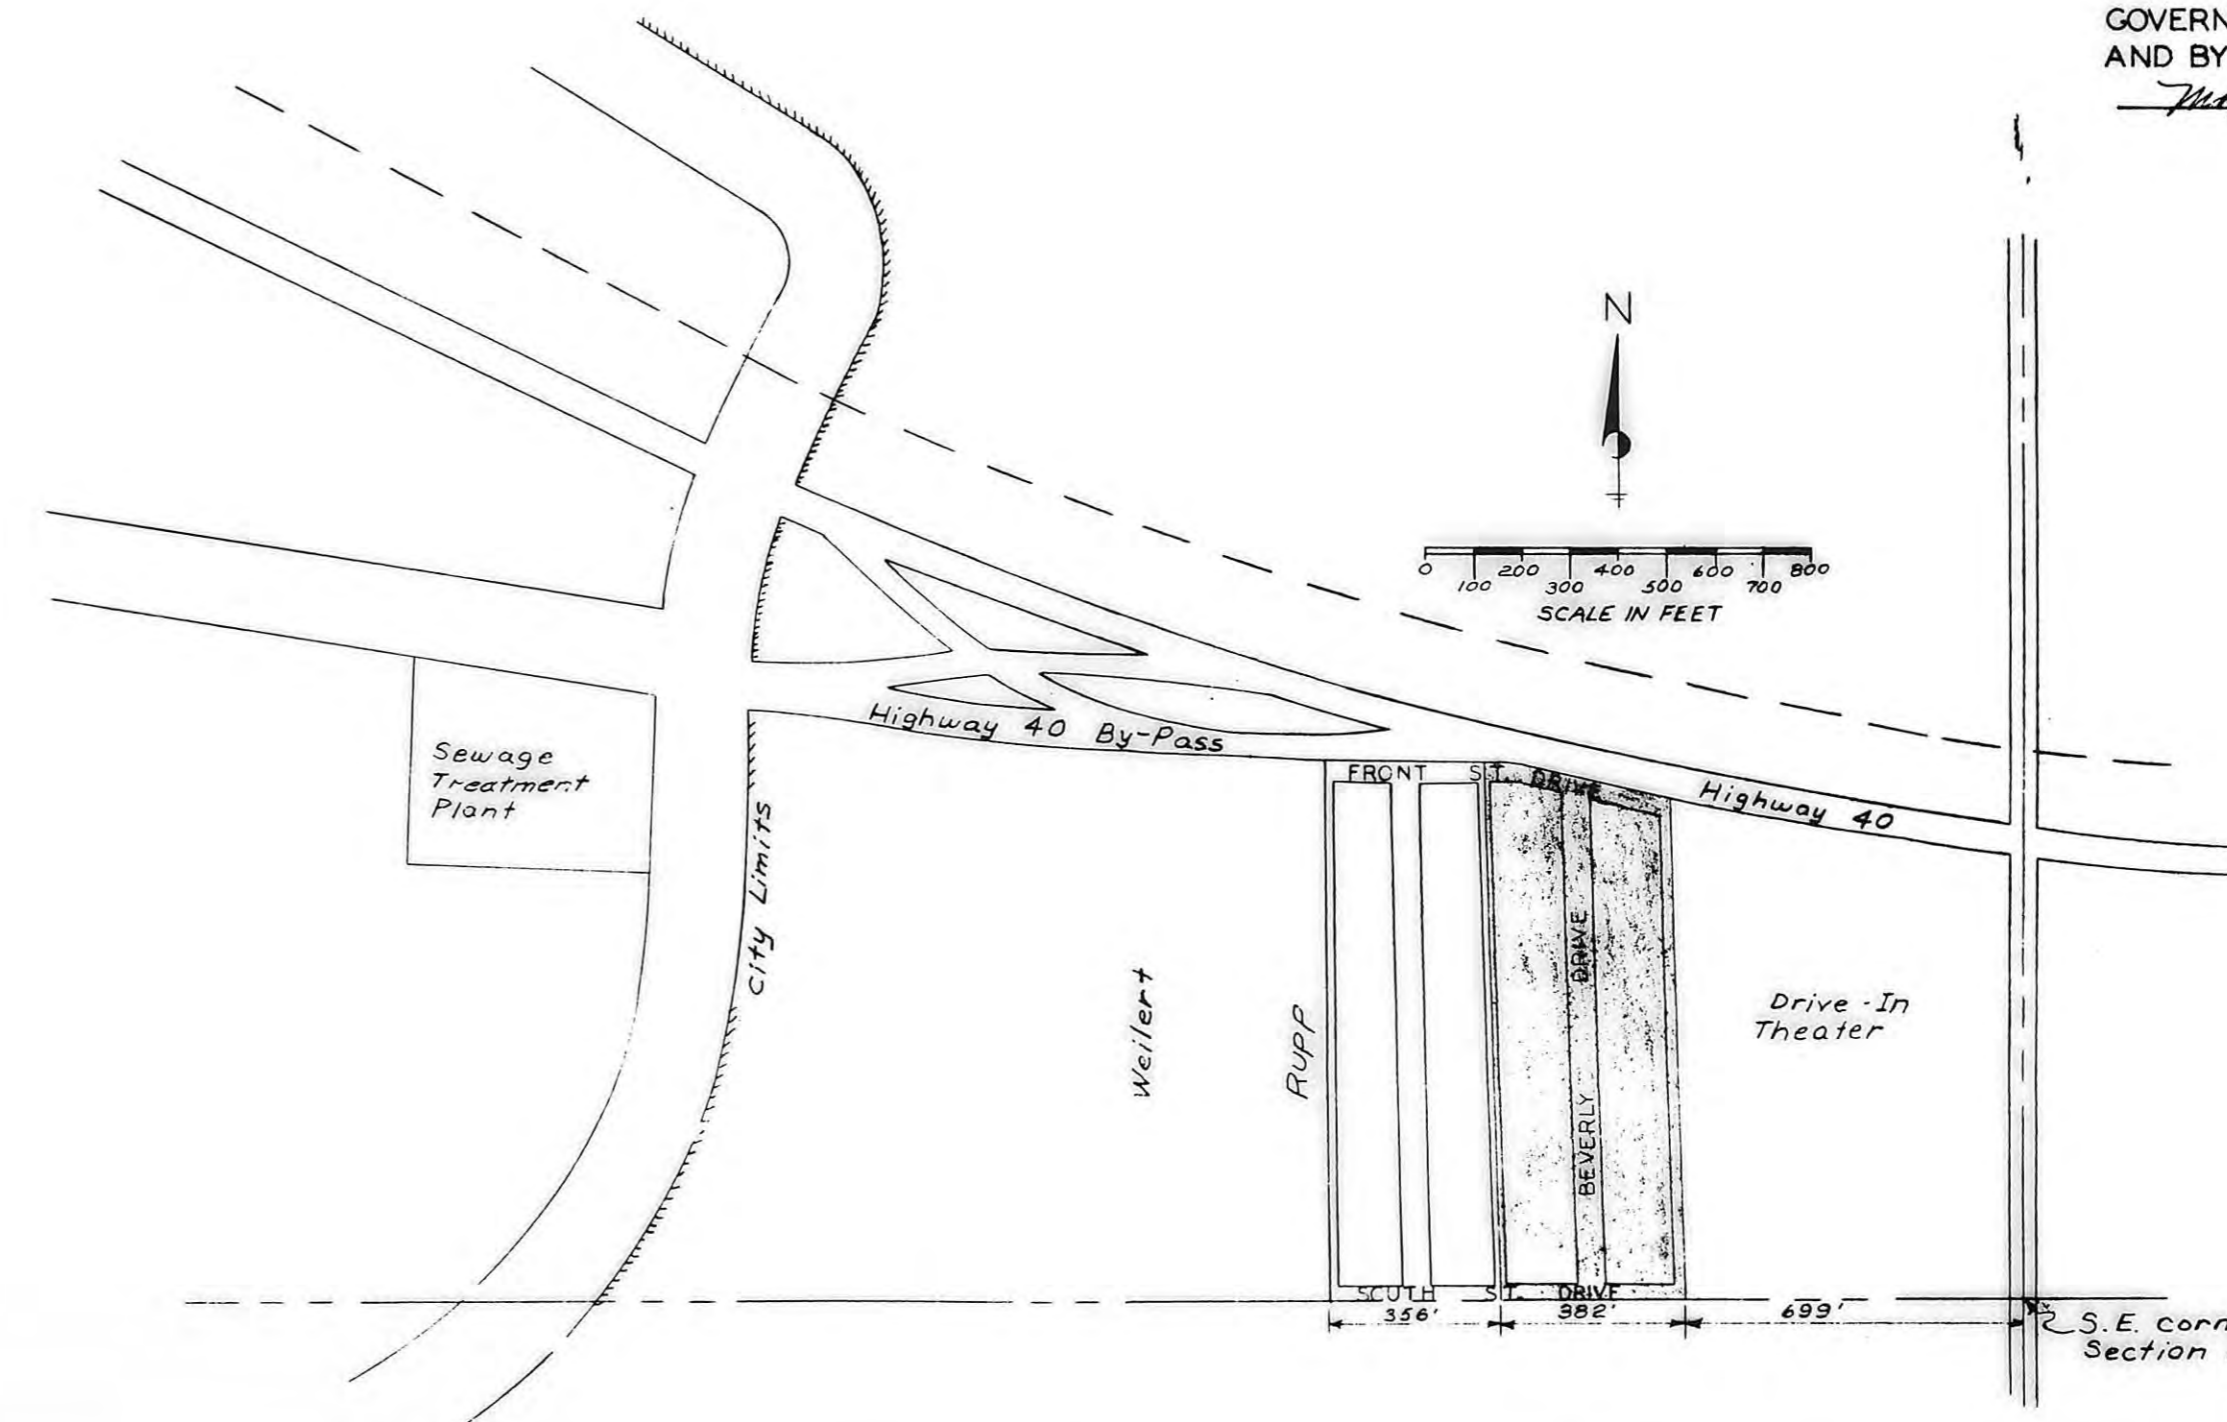 GOVERN
AND BY
N
0 100 200 300 400 500 600 700 800
SCALE IN FEET
Highway 40 By-Pass
Highway 40
Sewage
Treatment
Plant
City Limits
Weilert
RUPP
FRONT ST. DRIVE
BEVERLY DRIVE
Drive-In
Theater
SOUTH ST. DRIVE
356' 382' 699'
S.E. corn
Section